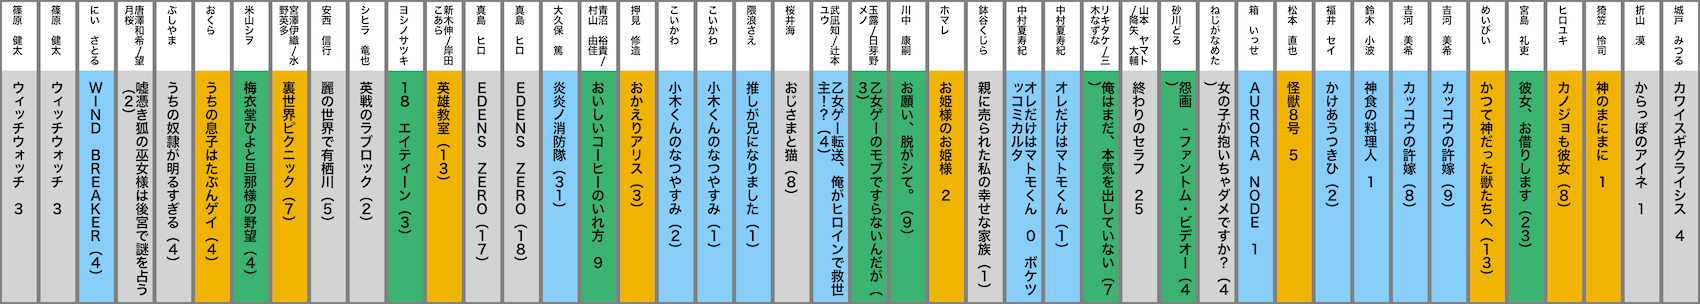 篠原 健太
ウィッチウォッチ 3
篠原 健太
ウィッチウォッチ 3
にい さとる
WIND BREAKER(4)
唐澤和希/望
月桜
嘘憑き狐の巫女様は後宮で謎を占う
(2)
ぷしやま
うちの奴隷が明るすぎる(4)
おくら
うちの息子はたぶんゲイ(4)
米山シヲ
梅衣堂ひよと旦那様の野望(4)
宮澤伊織/水
野英多
裏世界ピクニック(7)
安西 信行
麗の世界で有栖川(5)
シヒラ 竜也
英戦のラブロック(2)
ヨシノサツキ
18 エイティーン(3)
新木伸/岸田
こあら
英雄教室(13)
真島 ヒロ
EDENS ZERO(17)
真島 ヒロ
EDENS ZERO(18)
大久保 篤
炎炎ノ消防隊(31)
青沼 裕貴/
村山 由佳
おいしいコーヒーのいれ方 9
押見 修造
おかえりアリス(3)
こいかわ
小木くんのなつやすみ(2)
こいかわ
小木くんのなつやすみ(1)
隈浪さえ
推しが兄になりました(1)
桜井海
おじさまと猫(8)
武凪知/辻本
ユウ
乙女ゲー転送、俺がヒロインで救世
主!?(4)
玉露/日芽野
メノ
乙女ゲーのモブですらないんだが(
3)
川中 康嗣
お願い、脱がシて。(9)
ホマレ
お姫様のお姫様 2
鉢谷くじら
親に売られた私の幸せな家族(1)
中村夏寿紀
オレだけはマトモくん 0 ポケッ
ツコミカルタ
中村夏寿紀
オレだけはマトモくん(1)
リキタケ/三
木なずな
俺はまだ、本気を出していない(7
)
山本 ヤマト
/降矢 大輔
終わりのセラフ 25
砂川どろ
怨画 -ファントム・ビデオー(4
)
ねじがなめた
女の子が抱いちゃダメですか?(4
)
箱 いっせ
AURORA NODE 1
松本 直也
怪獣8号 5
福井 セイ
かけあうつきひ(2)
鈴木 小波
神食の料理人 1
吉河 美希
カッコウの許嫁(8)
吉河 美希
カッコウの許嫁(9)
めいびい
かつて神だった獣たちへ(13)
宮島 礼吏
彼女、お借りします(23)
ヒロユキ
カノジョも彼女(8)
猗笠 怜司
神のまにまに 1
折山 漠
からっぽのアイネ 1
城戸 みつる
カワイスギクライシス 4